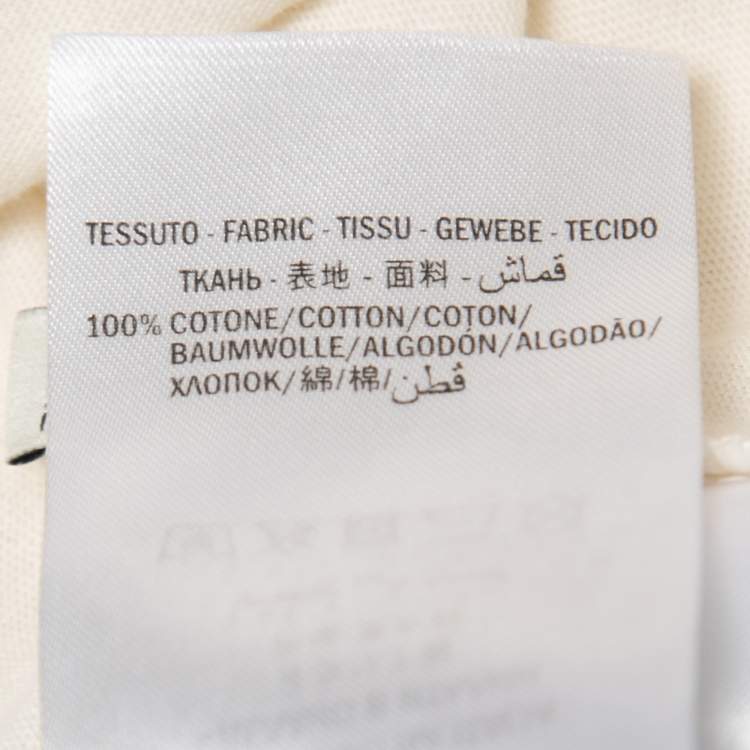 TESSUTO - FABRIC - TISSU - GEWEBE - TECIDO
ТКАНЬ - 表地 - 面料 - قماش
100% COTONE/COTTON/COTON/
BAUMWOLLE/ALGODÓN/ALGODÃO/
ХЛОПОК/綿/棉/قُطن